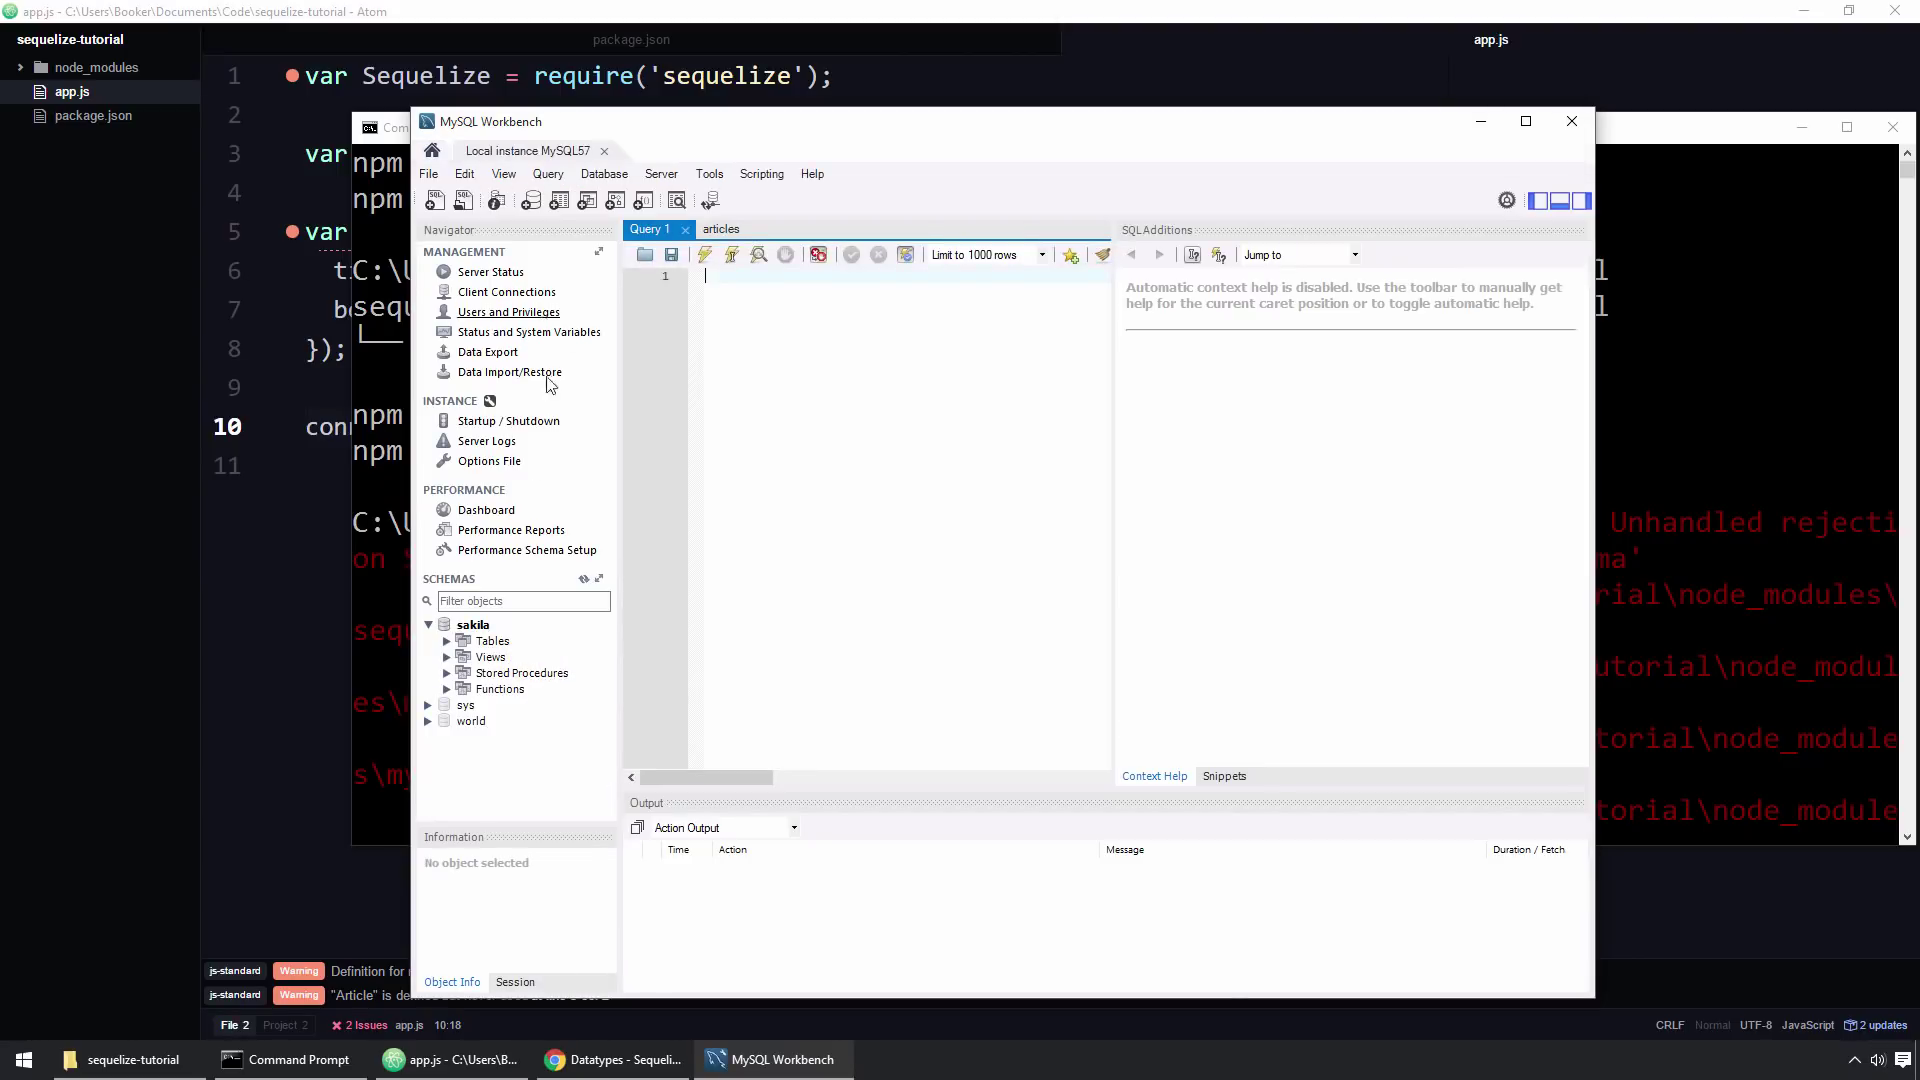 app.js - C:\Users\Booker\Documents\Code\sequelize-tutorial - Atom
sequelize-tutorial
node_modules
app.js
package.json
package.json
app.js
1 var Sequelize = require('sequelize');
2
3 var
4
5 var
6
7
8 });
9
10
11
npm
npm
C:\
npm
npm
Unhandled rejecti
on
ma'
rial\node_modules\
utorial\node_modul
es\
torial\node_module
torial\node_module
MySQL Workbench
Local instance MySQL57
File Edit View Query Database Server Tools Scripting Help
Navigator
MANAGEMENT
Server Status
Client Connections
Users and Privileges
Status and System Variables
Data Export
Data Import/Restore
INSTANCE
Startup / Shutdown
Server Logs
Options File
PERFORMANCE
Dashboard
Performance Reports
Performance Schema Setup
SCHEMAS
Filter objects
sakila
Tables
Views
Stored Procedures
Functions
sys
world
Information
No object selected
Object Info Session
Query 1 articles
Limit to 1000 rows
1
SQL Additions
Jump to
Automatic context help is disabled. Use the toolbar to manually get
help for the current caret position or to toggle automatic help.
Context Help Snippets
Output
Action Output
Time Action Message Duration / Fetch
js-standard Warning Definition for
js-standard Warning "Article" is defined but never used
File 2 Project 2 2 Issues app.js 10:18
CRLF Normal UTF-8 JavaScript 2 updates
sequelize-tutorial
Command Prompt
app.js - C:\Users\B...
Datatypes - Sequeli...
MySQL Workbench